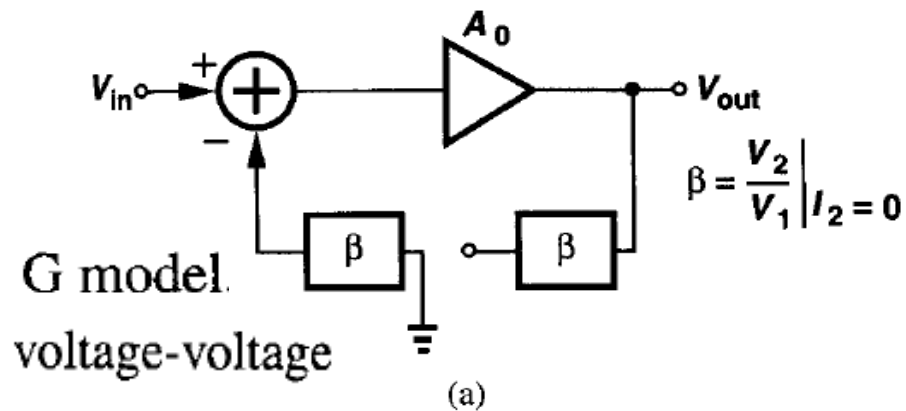 A0
Vin + + Vout
−
β = V2 / V1 | I2 = 0
β β
G model.
voltage-voltage
(a)